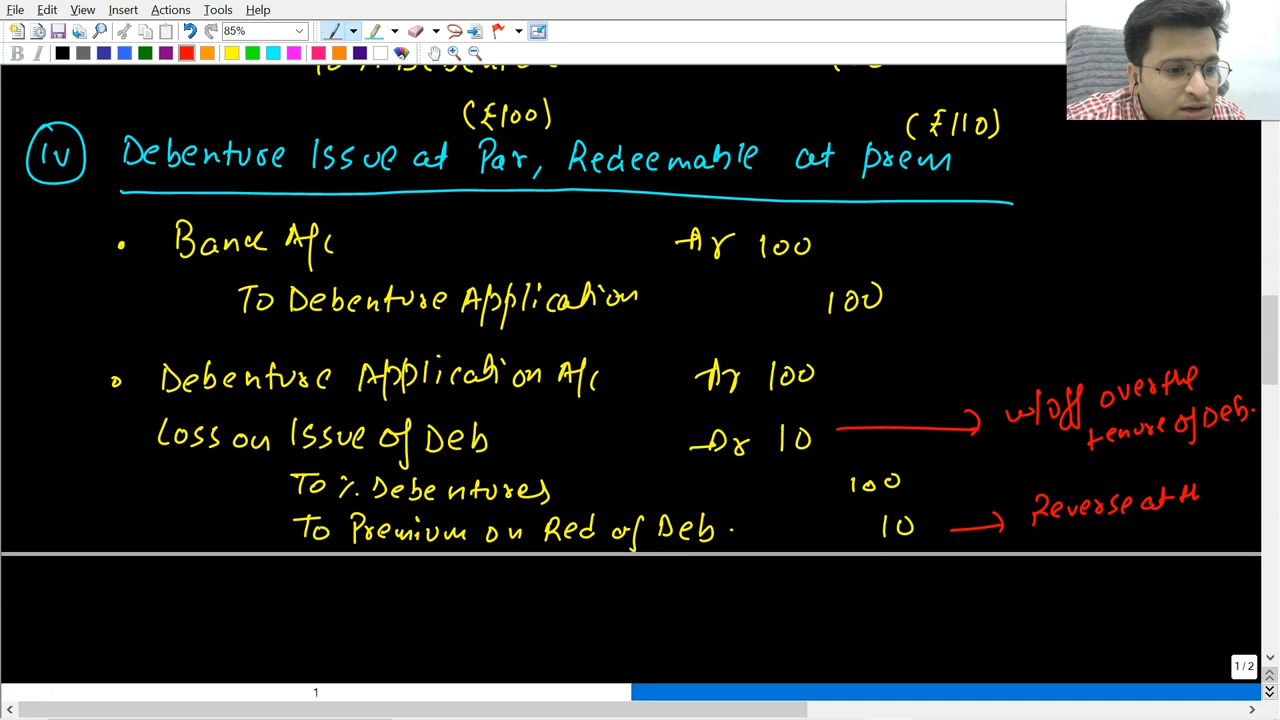 File Edit View Insert Actions Tools Help
85%
B I U
(₤100)
(₤110)
iv Debenture Issue at Par, Redeemable at prem
• Bank A/c Dr 100
To Debenture Application 100
• Debenture Application A/c Dr 100
Loss on Issue of Deb Dr 10 → w/off over the
tenure of Deb.
To % Debentures 100
To Premium on Red of Deb. 10 → Reverse at th
1 / 2
1